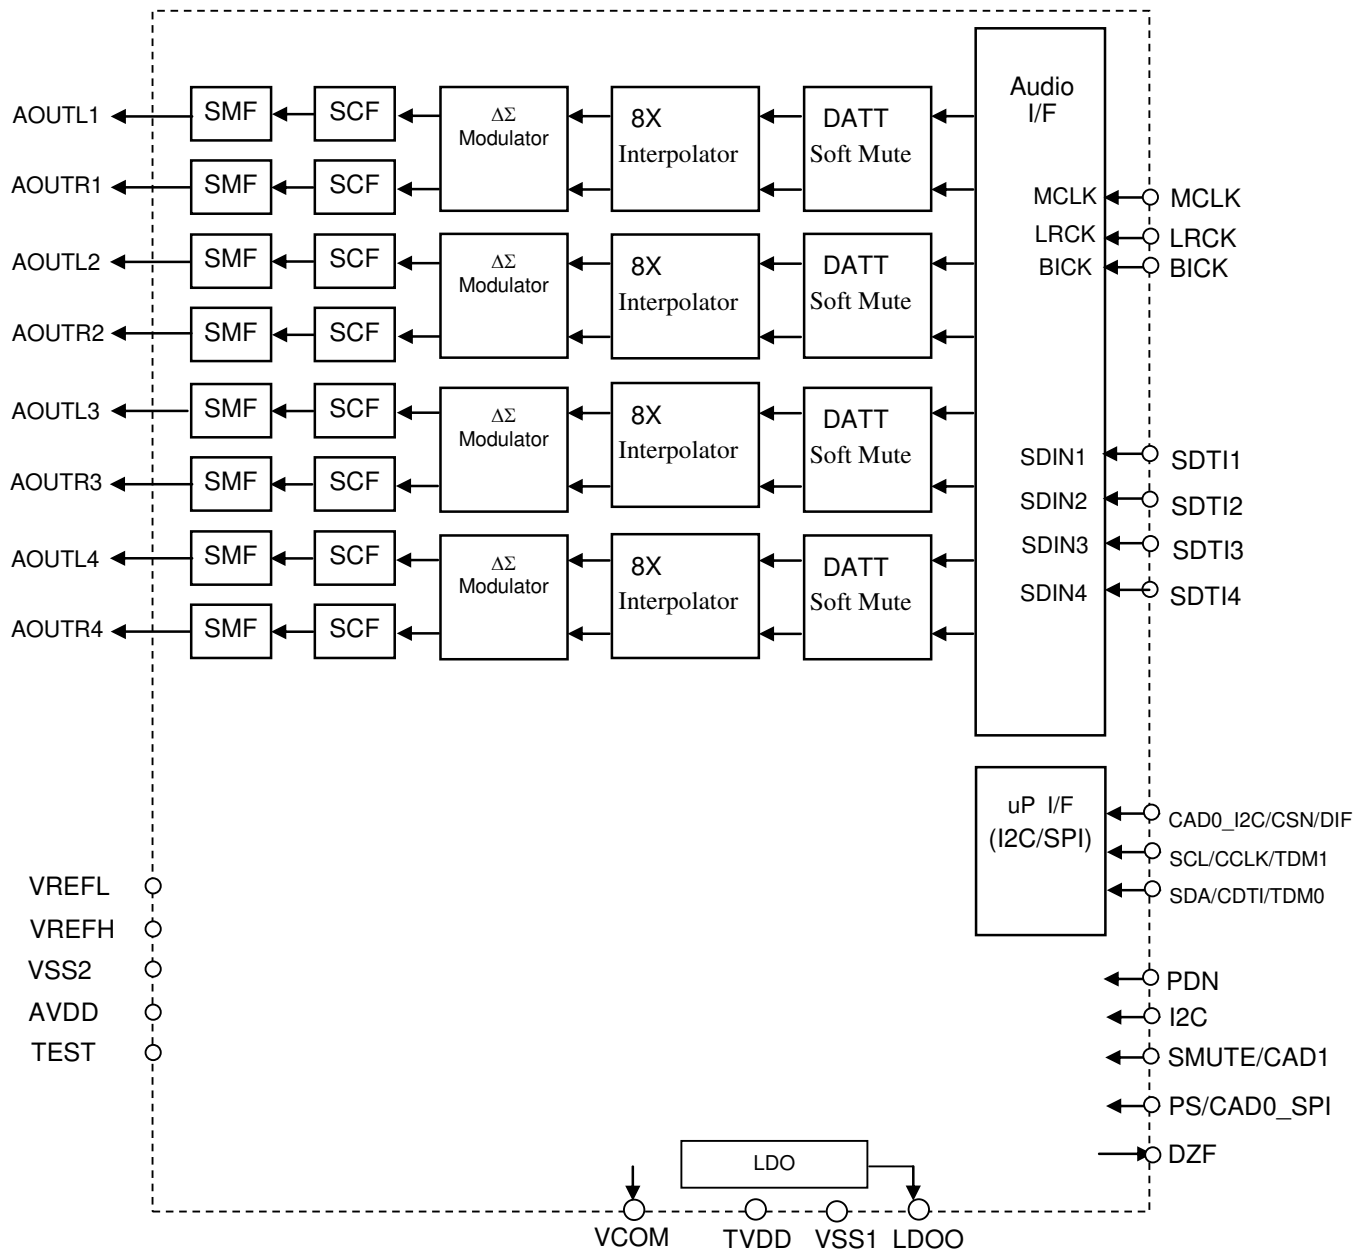 Audio
I/F
AOUTL1
SMF
SCF
ΔΣ
Modulator
8X
Interpolator
DATT
Soft Mute
AOUTR1
SMF
SCF
MCLK
MCLK
LRCK
LRCK
BICK
BICK
AOUTL2
SMF
SCF
ΔΣ
Modulator
8X
Interpolator
DATT
Soft Mute
AOUTR2
SMF
SCF
AOUTL3
SMF
SCF
ΔΣ
Modulator
8X
Interpolator
DATT
Soft Mute
AOUTR3
SMF
SCF
SDIN1
SDTI1
SDIN2
SDTI2
SDIN3
SDTI3
SDIN4
SDTI4
AOUTL4
SMF
SCF
ΔΣ
Modulator
8X
Interpolator
DATT
Soft Mute
AOUTR4
SMF
SCF
uP I/F
(I2C/SPI)
CAD0_I2C/CSN/DIF
SCL/CCLK/TDM1
SDA/CDTI/TDM0
VREFL
VREFH
VSS2
AVDD
TEST
PDN
I2C
SMUTE/CAD1
PS/CAD0_SPI
DZF
LDO
VCOM
TVDD
VSS1
LDOO